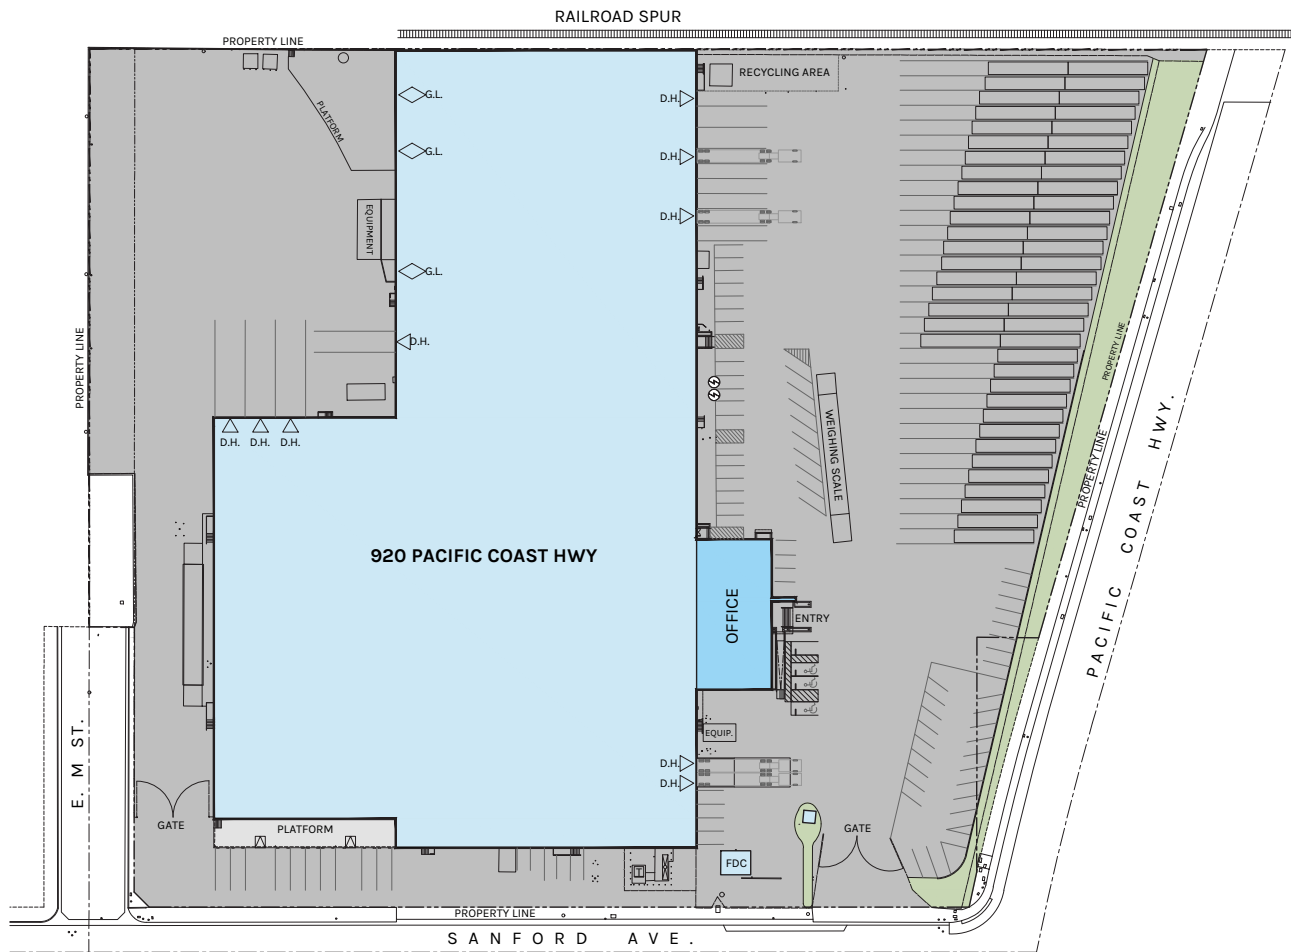 RAILROAD SPUR
PROPERTY LINE
RECYCLING AREA
G.L.
D.H.
PLATFORM
G.L.
D.H.
EQUIPMENT
D.H.
G.L.
D.H.
PROPERTY LINE
PROPERTY LINE
D.H.
D.H.
D.H.
WEIGHING SCALE
PROPERTY LINE
PACIFIC COAST HWY.
920 PACIFIC COAST HWY
OFFICE
ENTRY
EQUIP.
E. M ST.
D.H.
D.H.
GATE
PLATFORM
GATE
FDC
T
PROPERTY LINE
SANFORD AVE.